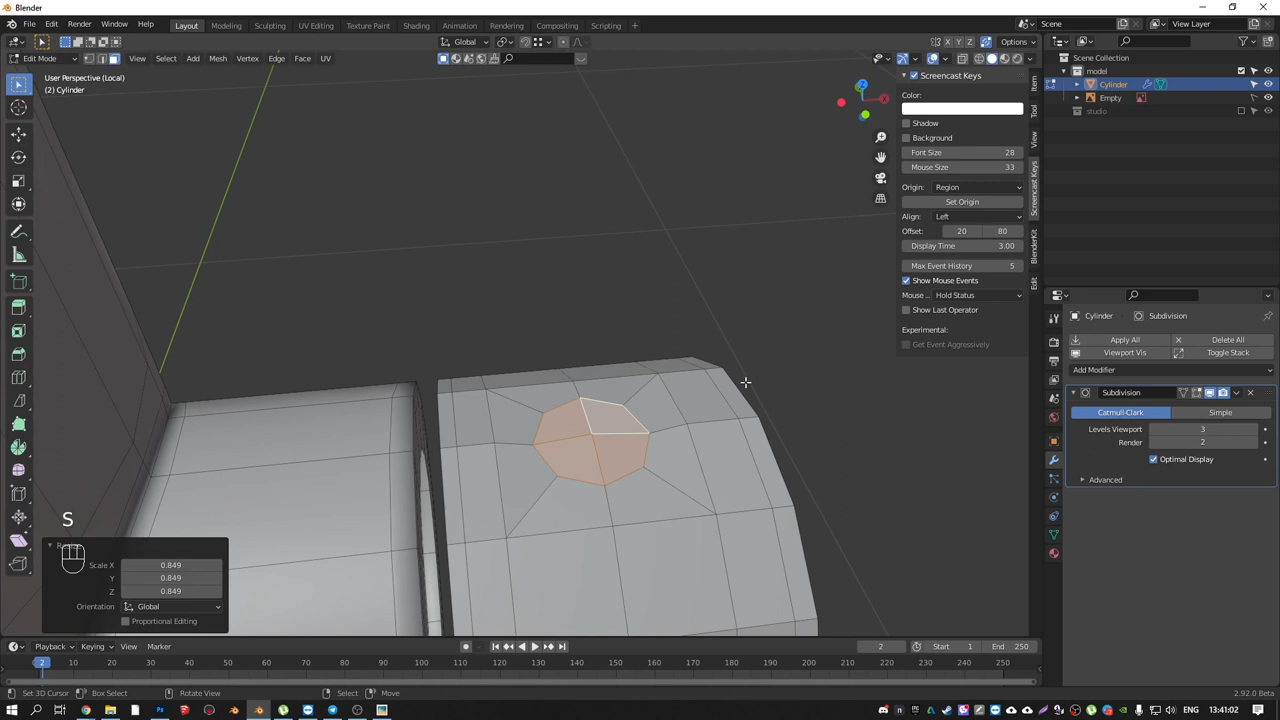 Blender
File Edit Render Window Help Layout Modeling Sculpting UV Editing Texture Paint Shading Animation Rendering Compositing Scripting + Scene View Layer
Global Options
Edit Mode View Select Add Mesh Vertex Edge Face UV
User Perspective (Local)
(2) Cylinder
X Y Z
Screencast Keys
Color:
Shadow
Background
Font Size 28
Mouse Size 33
Origin: Region
Set Origin
Align: Left
Offset: 20 80
Display Time 3.00
Max Event History 5
Show Mouse Events
Mouse ... Hold Status
Show Last Operator
Experimental:
Get Event Aggressively
Item
Tool
View
Screencast Keys
BlenderKit
Edit
Scene Collection
model
Cylinder
Empty
studio
Cylinder Subdivision
Apply All Delete All
Viewport Vis Toggle Stack
Add Modifier
Subdivision
Catmull-Clark Simple
Levels Viewport 3
Render 2
Optimal Display
Advanced
S
Scale X 0.849
Y 0.849
Z 0.849
Orientation Global
Proportional Editing
Playback Keying View Marker 2 Start 1 End 250
2 10 20 30 40 50 60 70 80 90 100 110 120 130 140 150 160 170 180 190 200 210 220 230 240 250
Set 3D Cursor Box Select Rotate View Select Move 2.92.0 Beta
ENG 13:41:02